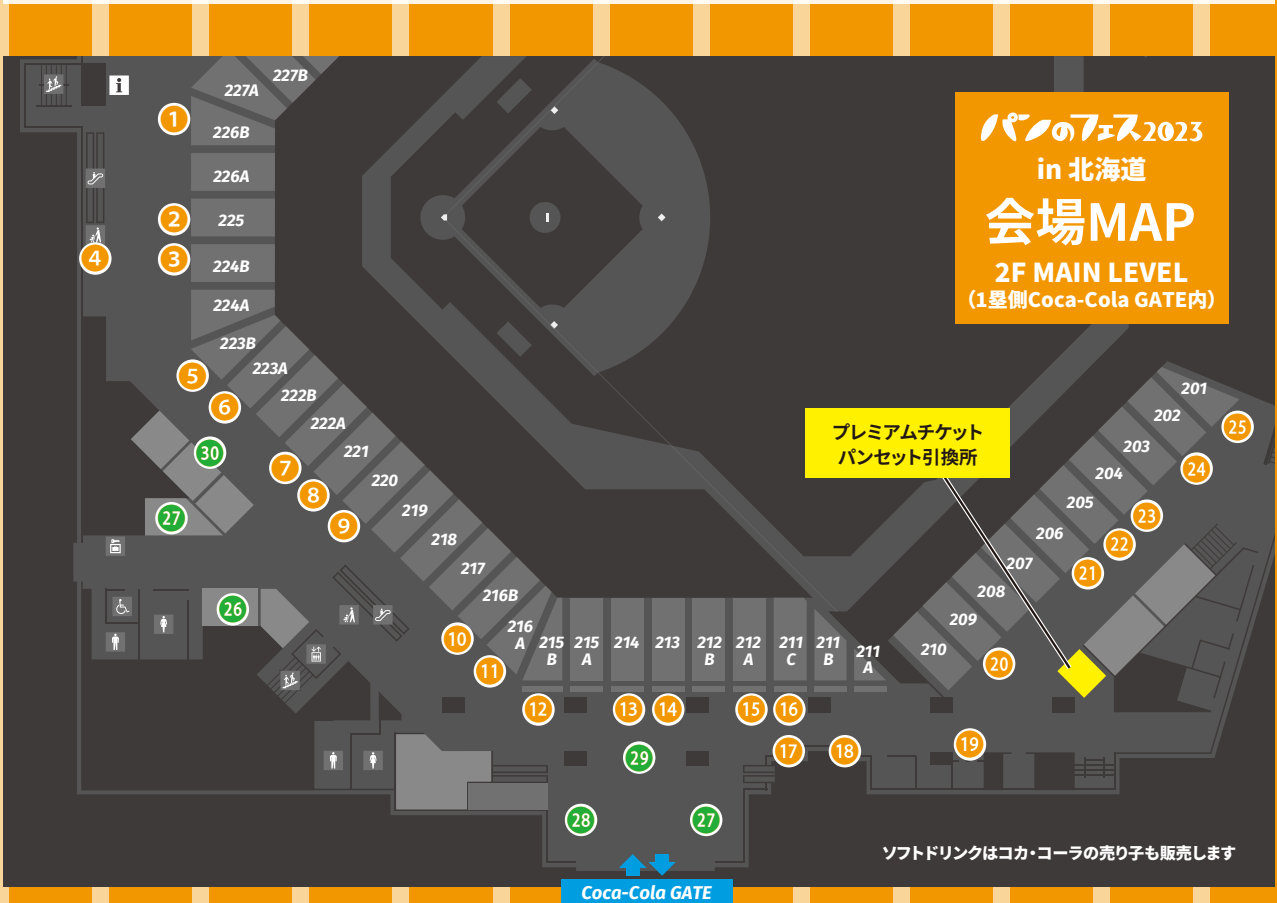 パンのフェス2023
in 北海道
会場MAP
2F MAIN LEVEL
(1塁側Coca-Cola GATE内)
i
227B
227A
1
226B
226A
2
225
3
224B
4
224A
223B
5
223A
6
222B
222A
30
221
7
220
8
27
219
9
218
217
26
216B
216
A
10
11
215
B
215
A
214
213
212
B
212
A
211
C
211
B
211
A
12
13
14
15
16
17
18
19
29
28
27
プレミアムチケット
パンセット引換所
201
202
25
203
24
204
205
23
206
22
207
21
208
209
210
20
ソフトドリンクはコカ・コーラの売り子も販売します
Coca-Cola GATE